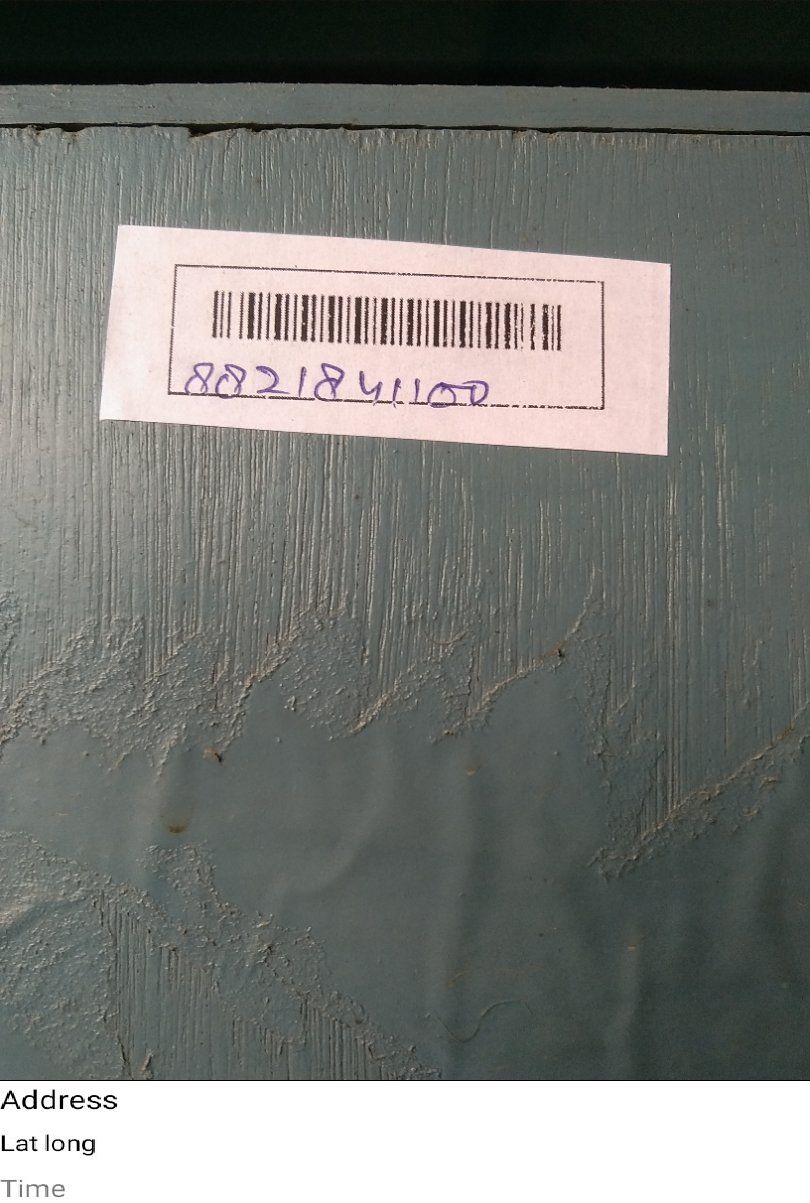 8821841100
Address
Lat long
Time